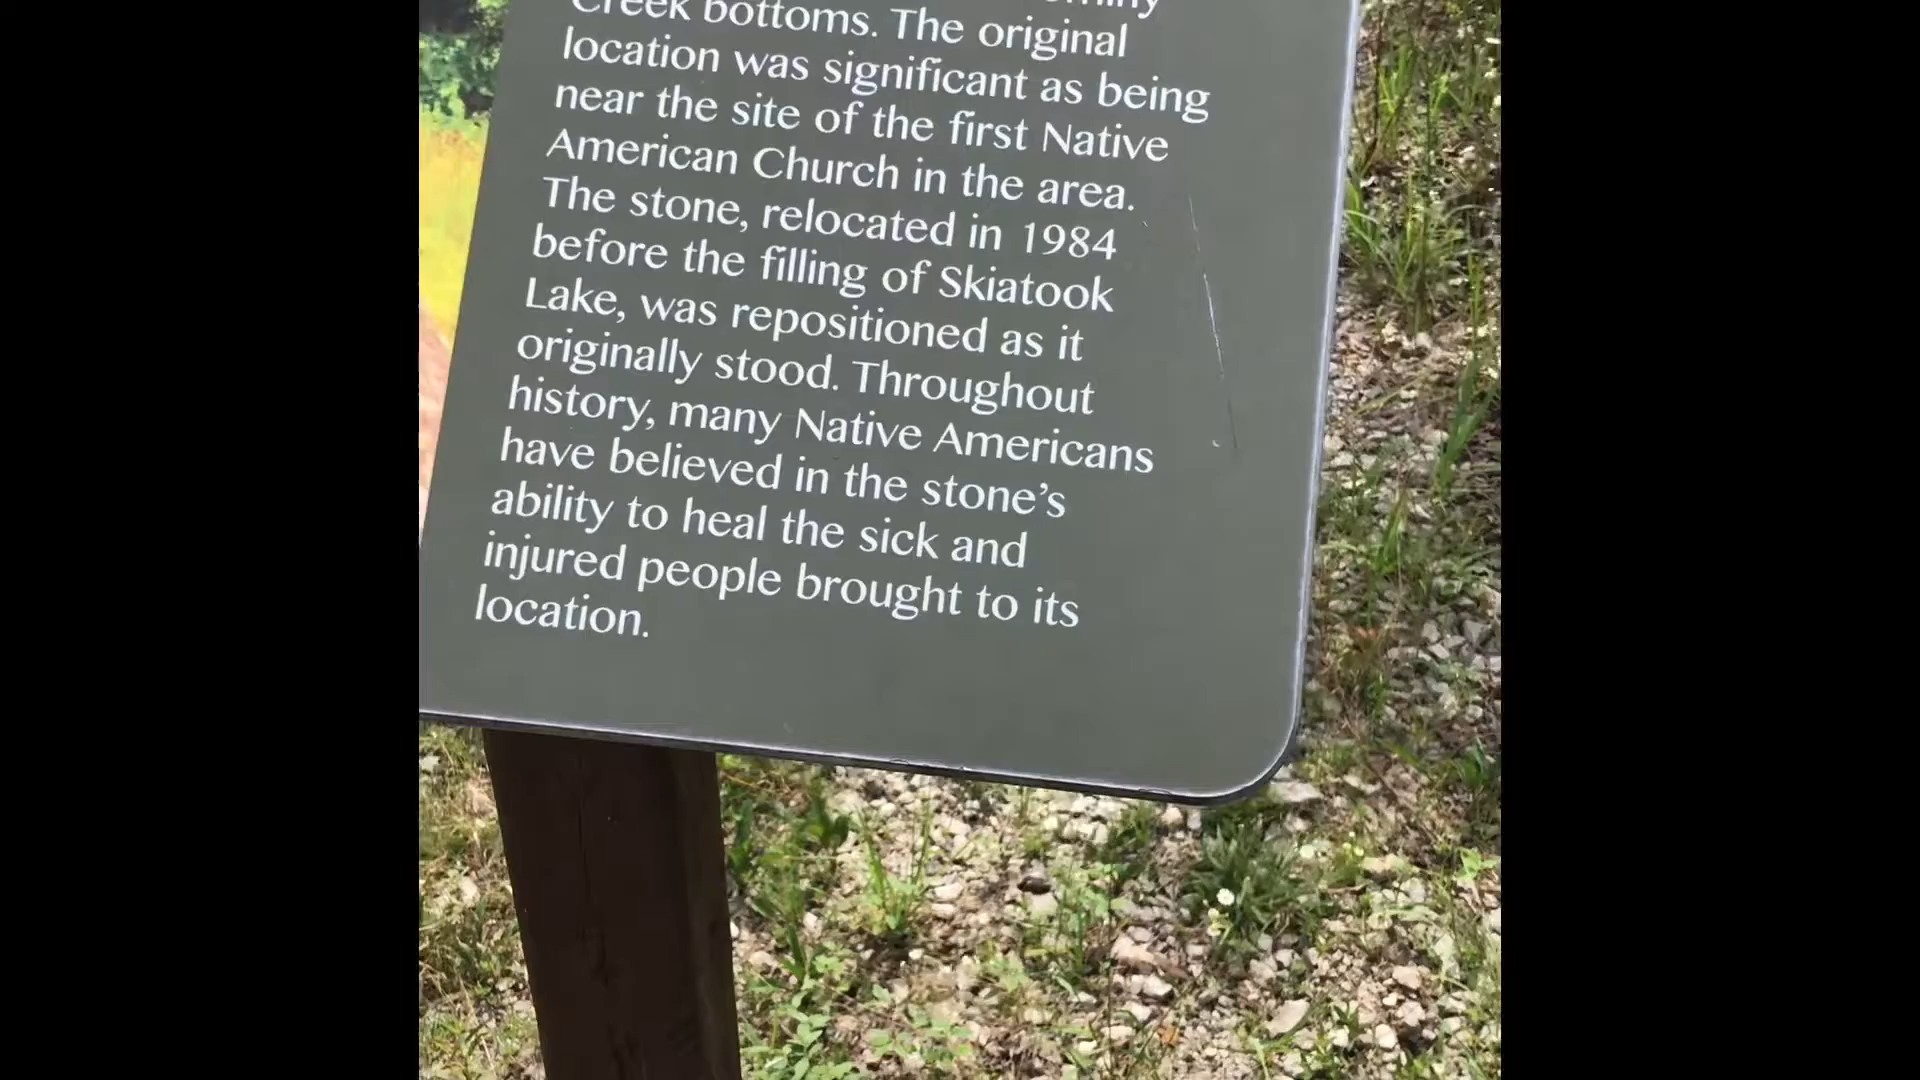 Creek bottoms. The original
location was significant as being
near the site of the first Native
American Church in the area.
The stone, relocated in 1984
before the filling of Skiatook
Lake, was repositioned as it
originally stood. Throughout
history, many Native Americans
have believed in the stone's
ability to heal the sick and
injured people brought to its
location.